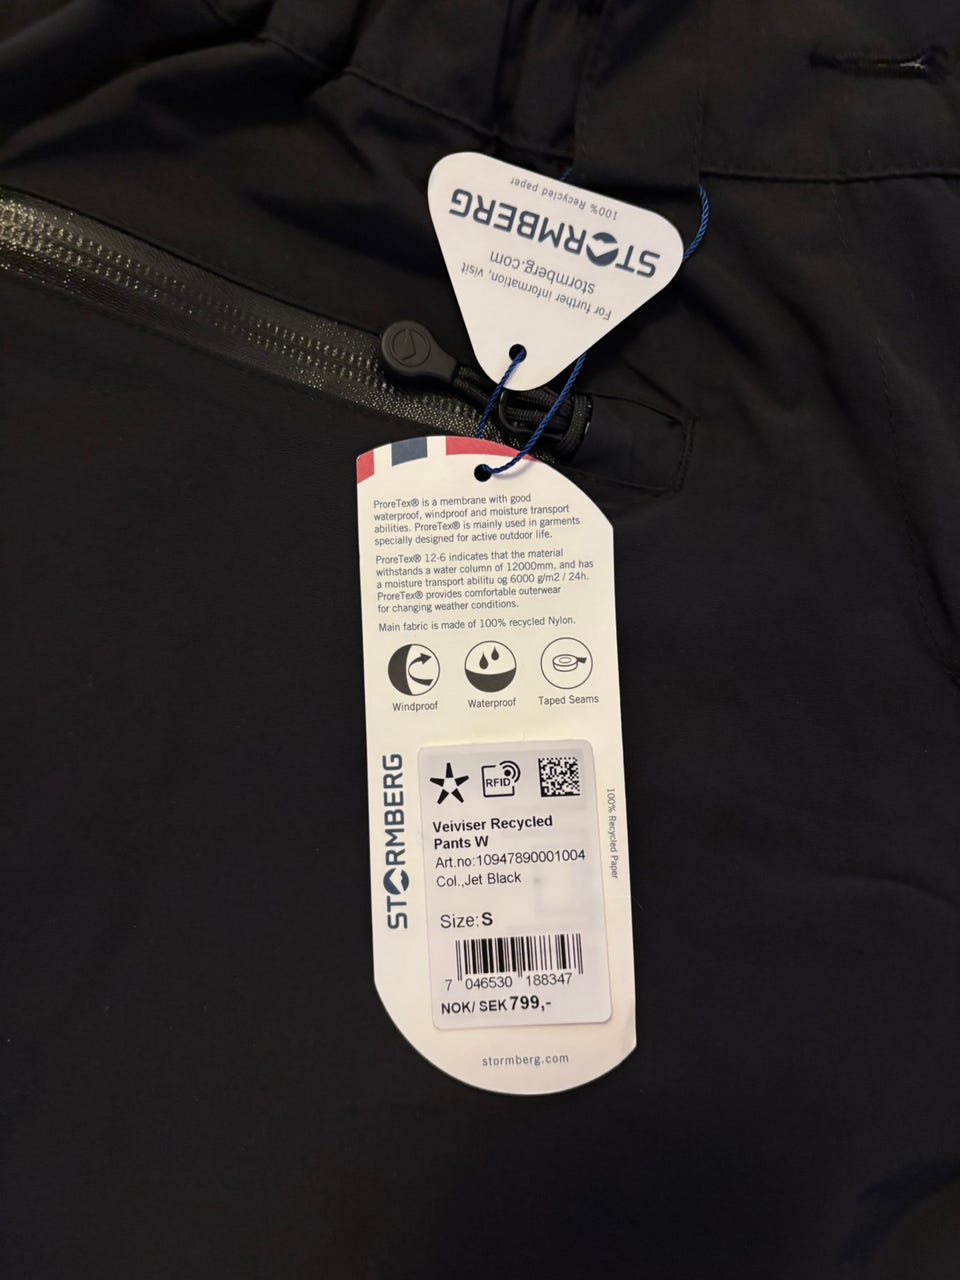 100% Recycled paper
STORMBERG
stormberg.com
For further information, visit
ProreTex® is a membrane with good
waterproof, windproof and moisture transport
abilities. ProreTex® is mainly used in garments
specially designed for active outdoor life.
ProreTex® 12-6 indicates that the material
withstands a water column of 12000mm, and has
a moisture transport abilitu og 6000 g/m2 / 24h.
ProreTex® provides comfortable outerwear
for changing weather conditions.
Main fabric is made of 100% recycled Nylon.
Windproof
Waterproof
Taped Seams
STORMBERG
RFID
Veiviser Recycled
Pants W
Art.no:10947890001004
Col.,Jet Black
Size: S
7 046530 188347
NOK/ SEK 799,-
100% Recycled Paper
stormberg.com